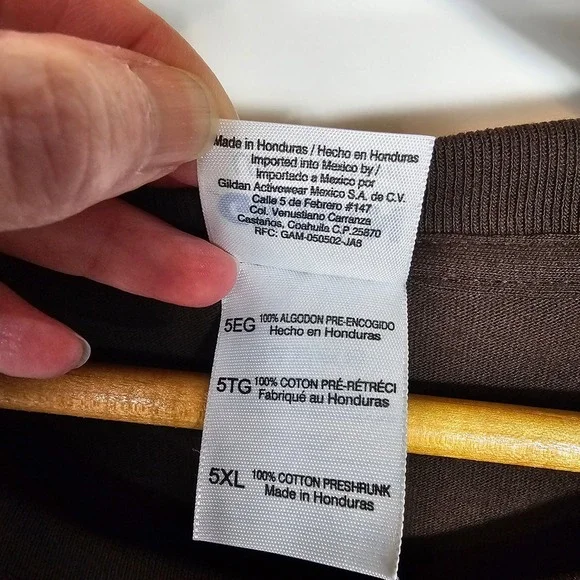 Made in Honduras / Hecho en Honduras
Imported into Mexico by /
Importado a Mexico por
Gildan Activewear Mexico S.A. de C.V.
Calle 5 de Febrero #147
Col. Venustiano Carranza
Castaños, Coahuila C.P.25870
RFC: GAM-050502-JA8
5EG 100% ALGODON PRE-ENCOGIDO
Hecho en Honduras
5TG 100% COTON PRÉ-RÉTRÉCI
Fabriqué au Honduras
5XL 100% COTTON PRESHRUNK
Made in Honduras